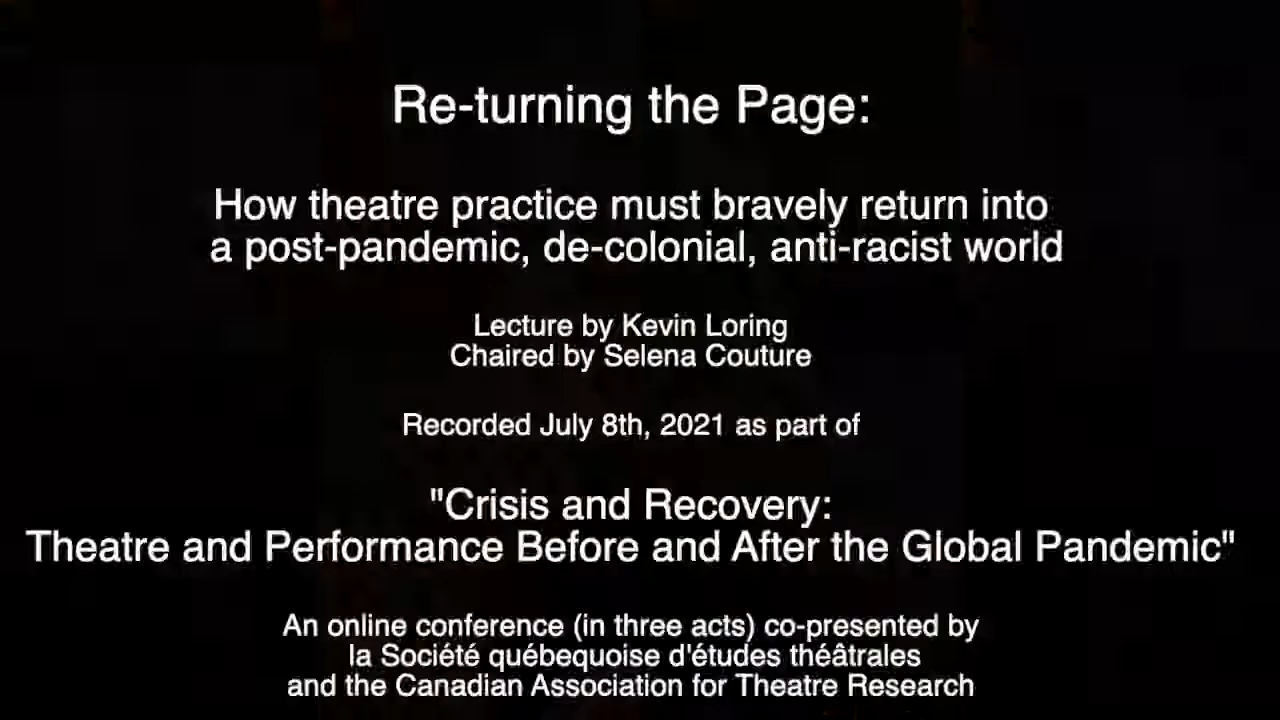 Re-turning the Page:
How theatre practice must bravely return into
a post-pandemic, de-colonial, anti-racist world
Lecture by Kevin Loring
Chaired by Selena Couture
Recorded July 8th, 2021 as part of
"Crisis and Recovery:
Theatre and Performance Before and After the Global Pandemic"
An online conference (in three acts) co-presented by
la Société québequoise d'études théâtrales
and the Canadian Association for Theatre Research